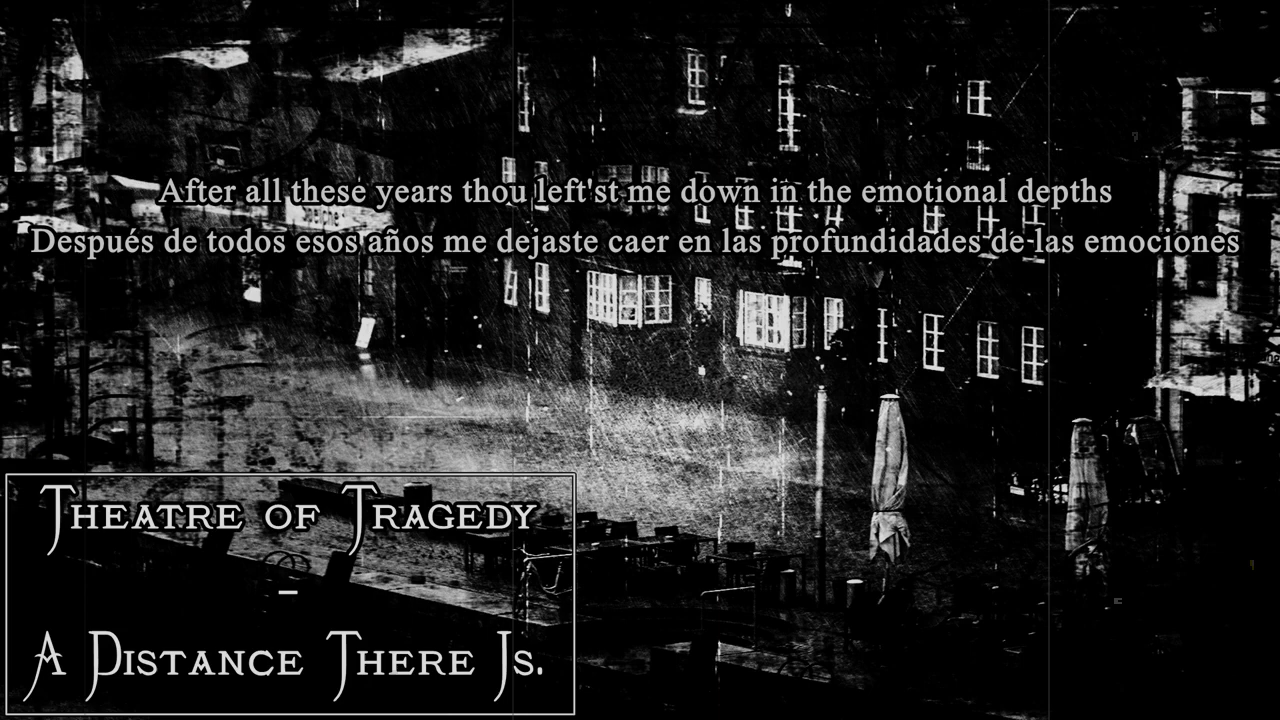 After all these years thou left'st me down in the emotional depths
Después de todos esos años me dejaste caer en las profundidades de las emociones
Theatre of Tragedy
-
A Distance There Is.